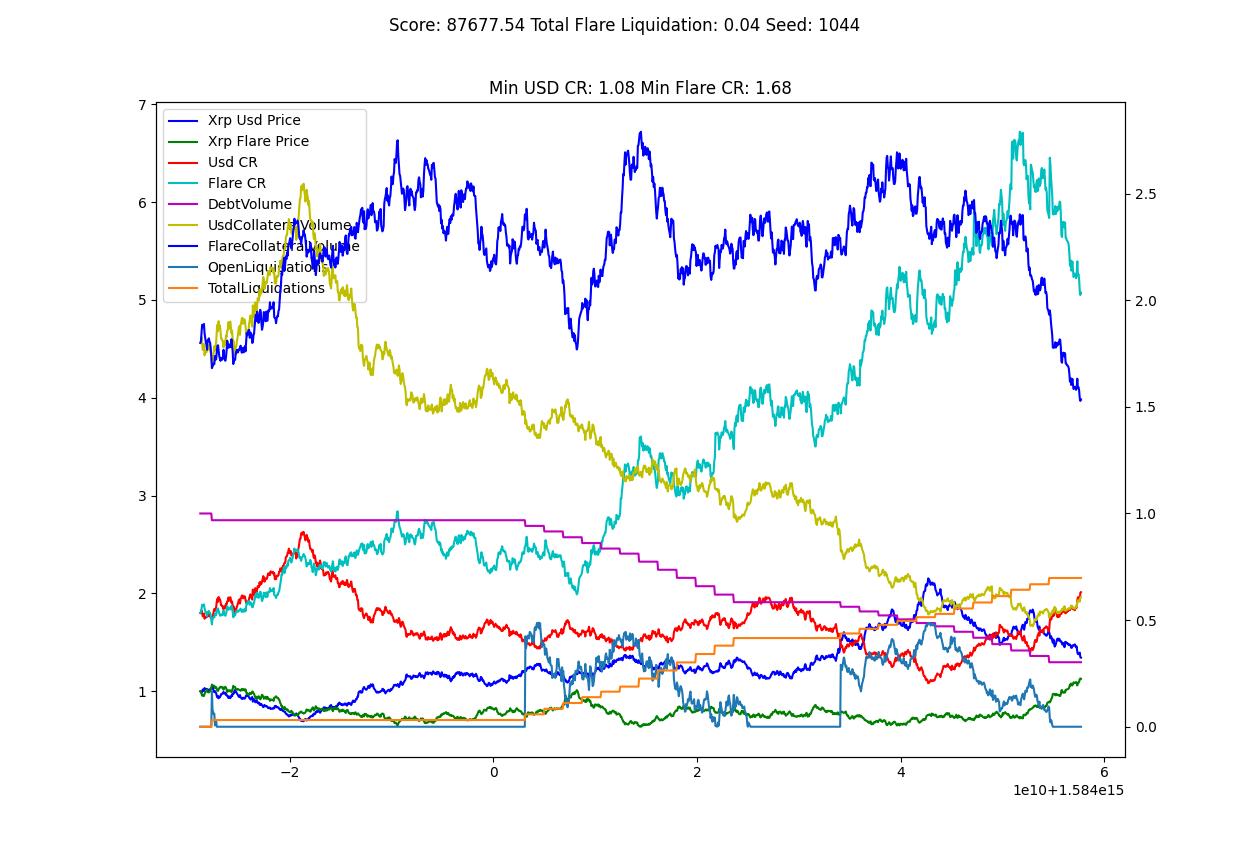 Score: 87677.54 Total Flare Liquidation: 0.04 Seed: 1044
Min USD CR: 1.08 Min Flare CR: 1.68
7
6
5
4
3
2
1
Xrp Usd Price
Xrp Flare Price
Usd CR
Flare CR
DebtVolume
UsdCollateralVolume
FlareCollateralVolume
OpenLiquidations
TotalLiquidations
2.5
2.0
1.5
1.0
0.5
0.0
−2 0 2 4 6
1e10+1.584e15